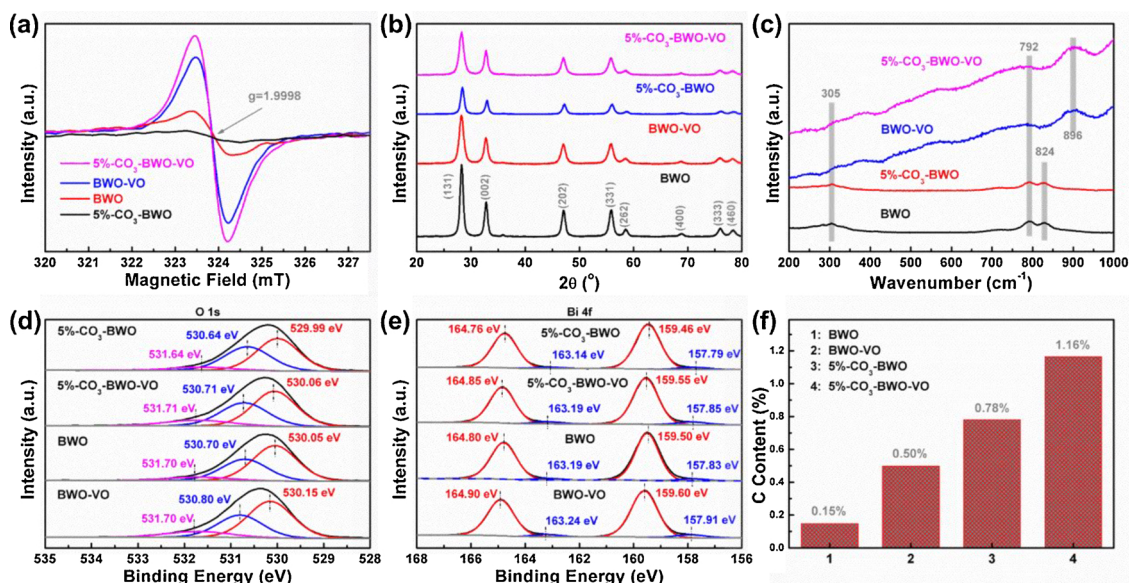 (a)
Intensity (a.u.)
g=1.9998
5%-CO₃-BWO-VO
BWO-VO
BWO
5%-CO₃-BWO
320 321 322 323 324 325 326 327
Magnetic Field (mT)
(b)
Intensity (a.u.)
5%-CO₃-BWO-VO
5%-CO₃-BWO
BWO-VO
BWO
(131) (002) (202) (331) (262) (400) (333) (460)
20 30 40 50 60 70 80
2θ (°)
(c)
Intensity (a.u.)
792
5%-CO₃-BWO-VO
305
BWO-VO
896
824
5%-CO₃-BWO
BWO
200 300 400 500 600 700 800 900 1000
Wavenumber (cm⁻¹)
(d)
O 1s
Intensity (a.u.)
5%-CO₃-BWO
530.64 eV
529.99 eV
531.64 eV
5%-CO₃-BWO-VO
530.71 eV
530.06 eV
531.71 eV
BWO
530.70 eV
530.05 eV
531.70 eV
BWO-VO
530.80 eV
530.15 eV
531.70 eV
535 534 533 532 531 530 529 528
Binding Energy (eV)
(e)
Bi 4f
Intensity (a.u.)
164.76 eV
5%-CO₃-BWO
159.46 eV
163.14 eV
157.79 eV
164.85 eV
159.55 eV
5%-CO₃-BWO-VO
163.19 eV
157.85 eV
164.80 eV
BWO
159.50 eV
163.19 eV
157.83 eV
164.90 eV
BWO-VO
159.60 eV
163.24 eV
157.91 eV
168 166 164 162 160 158 156
Binding Energy (eV)
(f)
C Content (%)
1: BWO
2: BWO-VO
3: 5%-CO₃-BWO
4: 5%-CO₃-BWO-VO
1.16%
0.78%
0.50%
0.15%
1.2
1.0
0.8
0.6
0.4
0.2
0.0
1 2 3 4